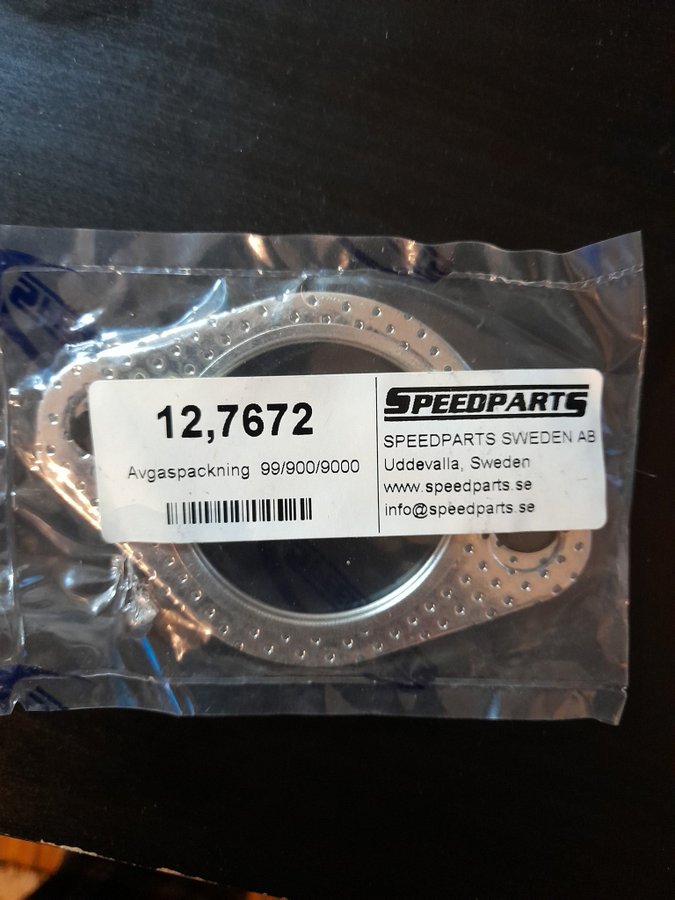 12,7672
Avgaspackning 99/900/9000
SPEEDPARTS
SPEEDPARTS SWEDEN AB
Uddevalla, Sweden
www.speedparts.se
info@speedparts.se